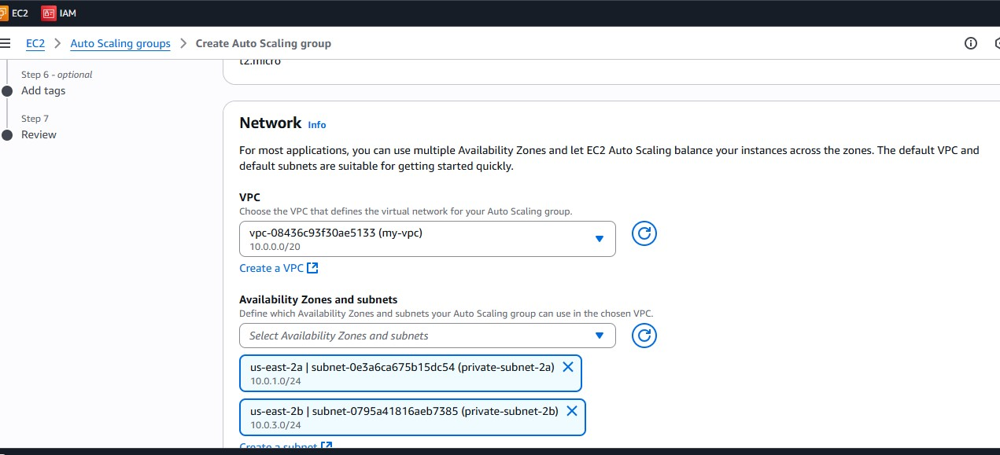 EC2 IAM
EC2 > Auto Scaling groups > Create Auto Scaling group
t2.micro
Step 6 - optional
Add tags
Step 7
Review
Network Info
For most applications, you can use multiple Availability Zones and let EC2 Auto Scaling balance your instances across the zones. The default VPC and
default subnets are suitable for getting started quickly.
VPC
Choose the VPC that defines the virtual network for your Auto Scaling group.
vpc-08436c93f30ae5133 (my-vpc)
10.0.0.0/20
Create a VPC
Availability Zones and subnets
Define which Availability Zones and subnets your Auto Scaling group can use in the chosen VPC.
Select Availability Zones and subnets
us-east-2a | subnet-0e3a6ca675b15dc54 (private-subnet-2a)
10.0.1.0/24
us-east-2b | subnet-0795a41816aeb7385 (private-subnet-2b)
10.0.3.0/24
Create a subnet